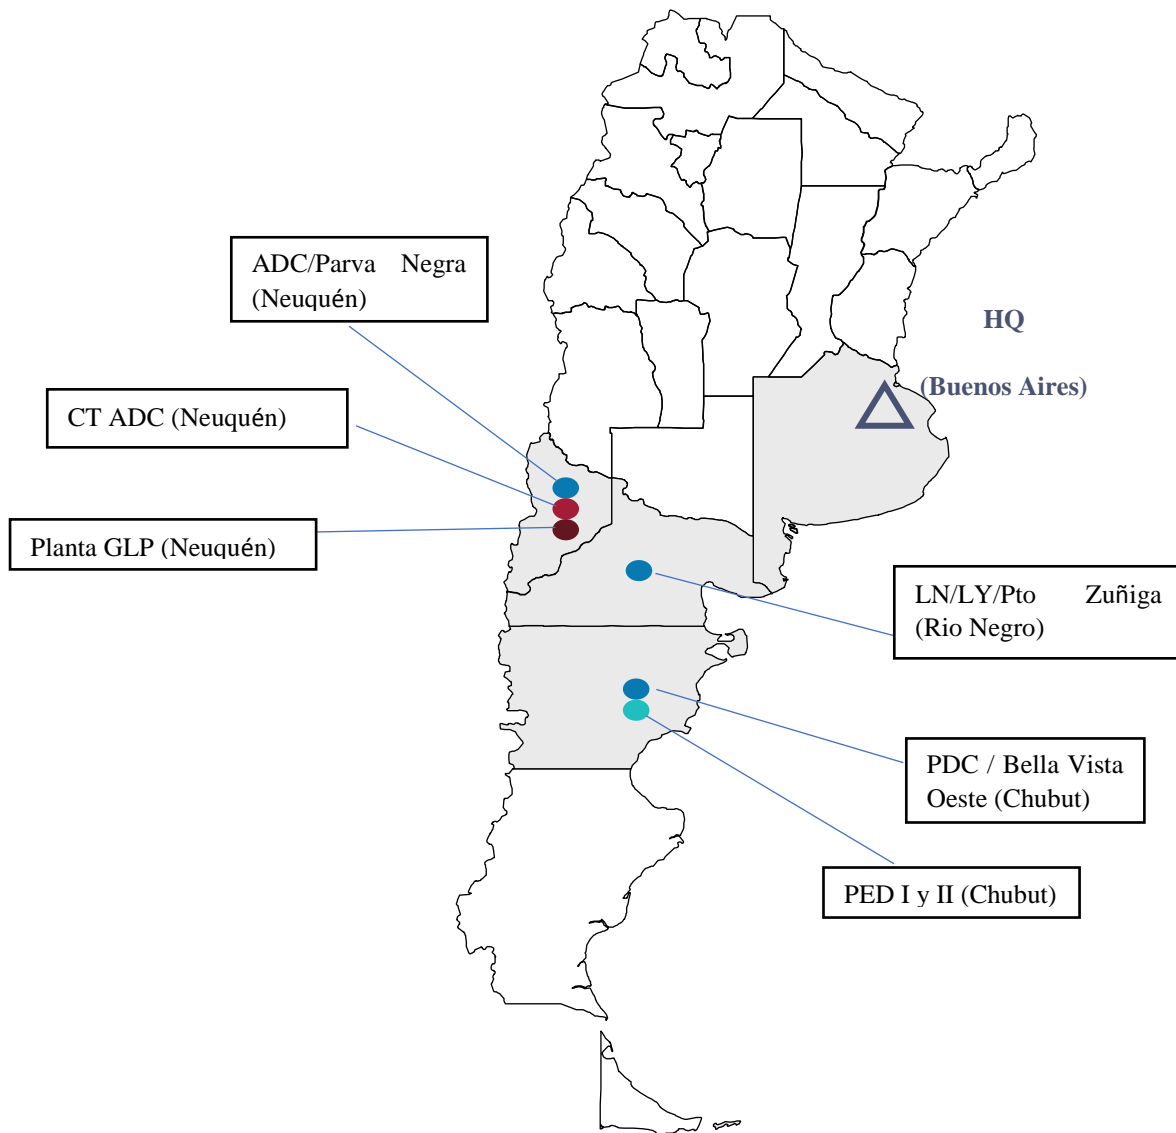 ADC/Parva Negra
(Neuquén)
HQ
(Buenos Aires)
CT ADC (Neuquén)
Planta GLP (Neuquén)
LN/LY/Pto Zuñiga
(Rio Negro)
PDC / Bella Vista
Oeste (Chubut)
PED I y II (Chubut)